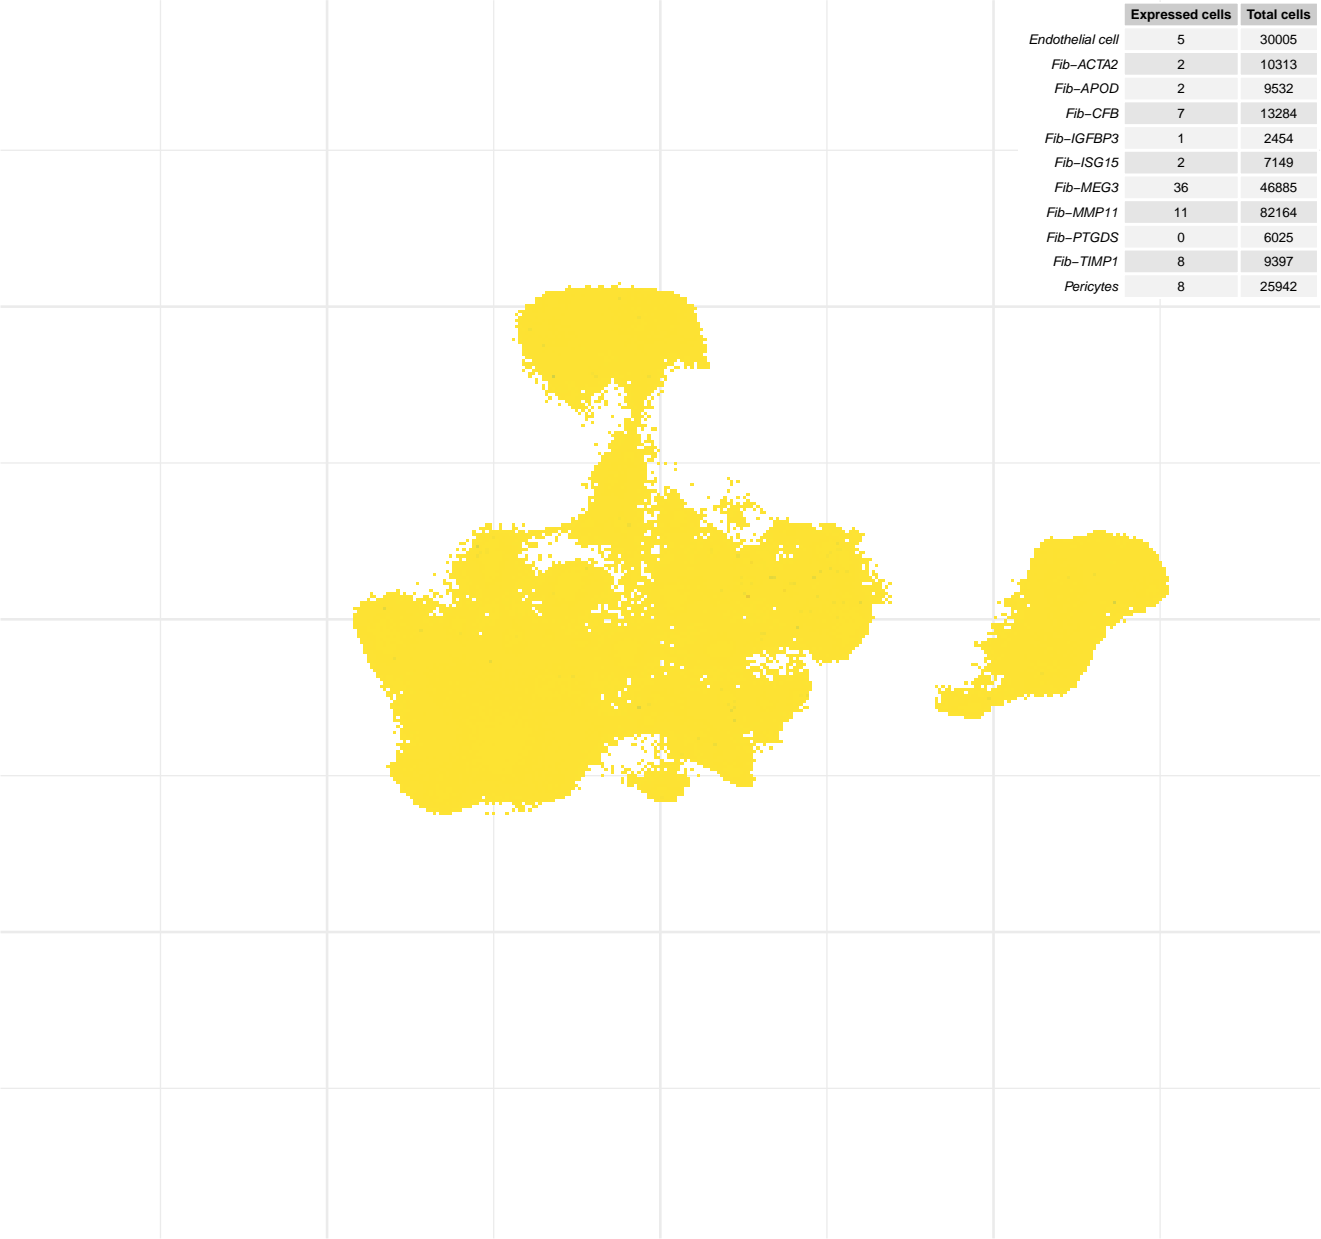 Expressed cells Total cells
Endothelial cell 5 30005
Fib−ACTA2 2 10313
Fib−APOD 2 9532
Fib−CFB 7 13284
Fib−IGFBP3 1 2454
Fib−ISG15 2 7149
Fib−MEG3 36 46885
Fib−MMP11 11 82164
Fib−PTGDS 0 6025
Fib−TIMP1 8 9397
Pericytes 8 25942